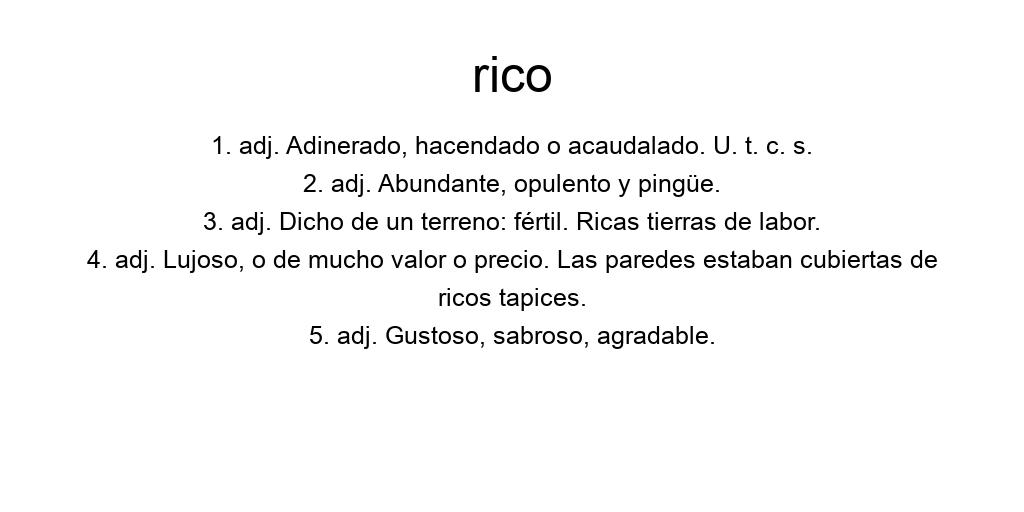 rico
1. adj. Adinerado, hacendado o acaudalado. U. t. c. s.
2. adj. Abundante, opulento y pingüe.
3. adj. Dicho de un terreno: fértil. Ricas tierras de labor.
4. adj. Lujoso, o de mucho valor o precio. Las paredes estaban cubiertas de
ricos tapices.
5. adj. Gustoso, sabroso, agradable.